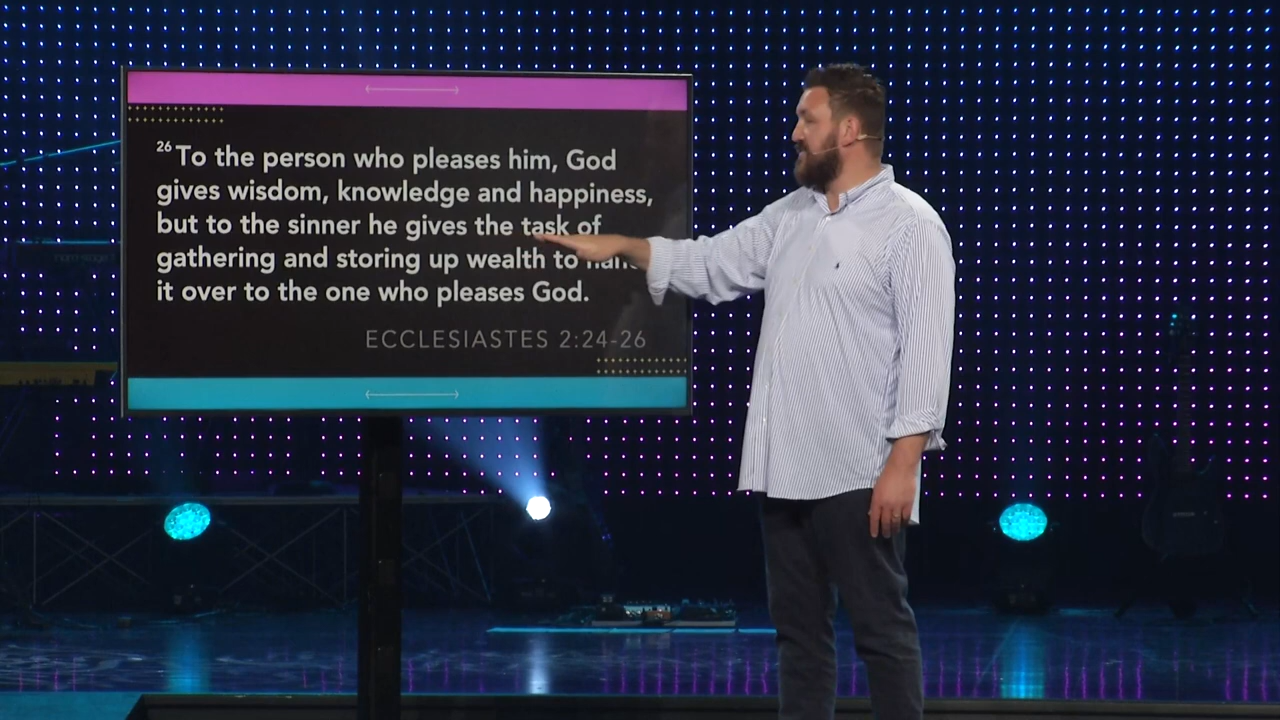 26 To the person who pleases him, God
gives wisdom, knowledge and happiness,
but to the sinner he gives the task of
gathering and storing up wealth to
it over to the one who pleases God.
ECCLESIASTES 2:24-26